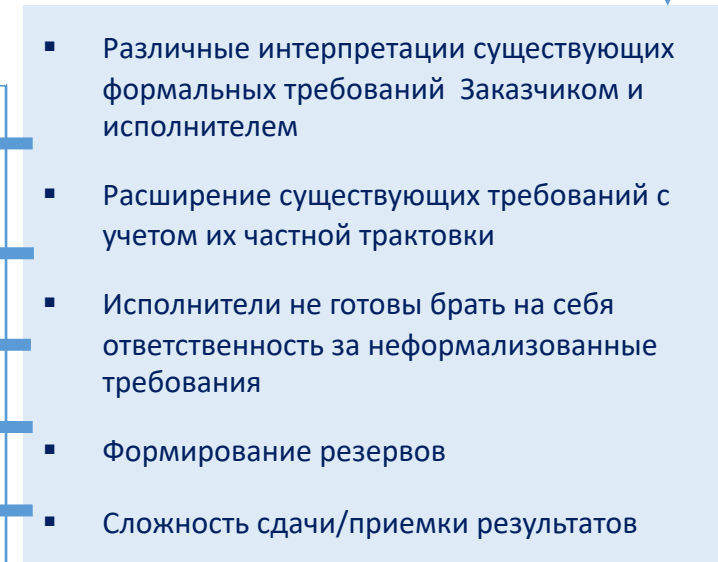 ▪ Различные интерпретации существующих
формальных требований Заказчиком и
исполнителем
▪ Расширение существующих требований с
учетом их частной трактовки
▪ Исполнители не готовы брать на себя
ответственность за неформализованные
требования
▪ Формирование резервов
▪ Сложность сдачи/приемки результатов